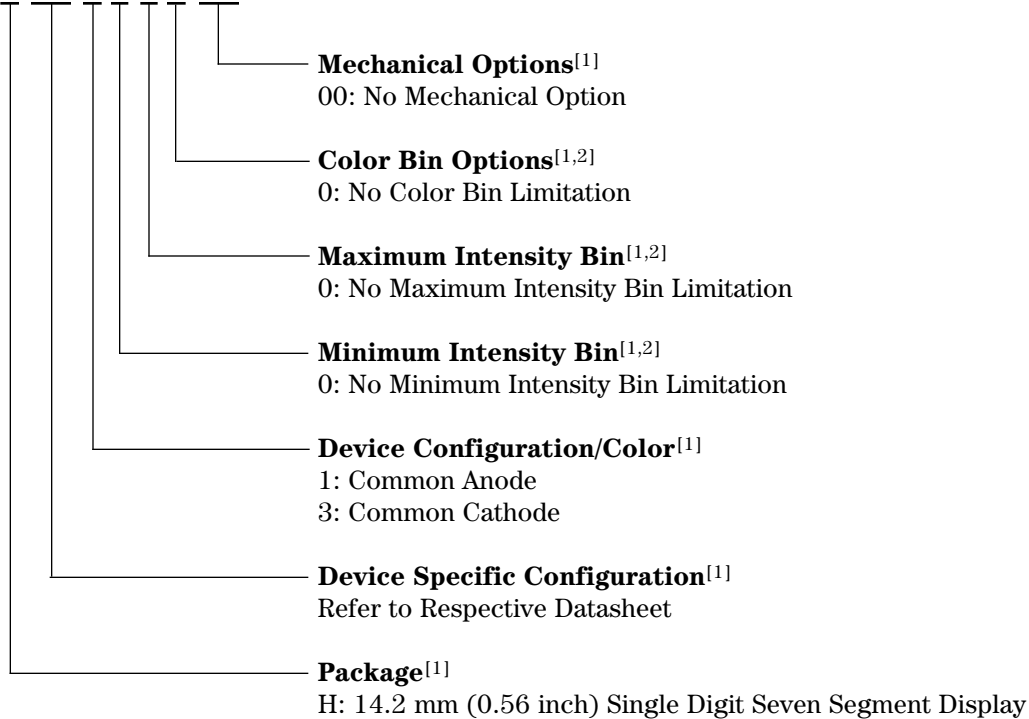 Mechanical Options[1]
00: No Mechanical Option
Color Bin Options[1,2]
0: No Color Bin Limitation
Maximum Intensity Bin[1,2]
0: No Maximum Intensity Bin Limitation
Minimum Intensity Bin[1,2]
0: No Minimum Intensity Bin Limitation
Device Configuration/Color[1]
1: Common Anode
3: Common Cathode
Device Specific Configuration[1]
Refer to Respective Datasheet
Package[1]
H: 14.2 mm (0.56 inch) Single Digit Seven Segment Display